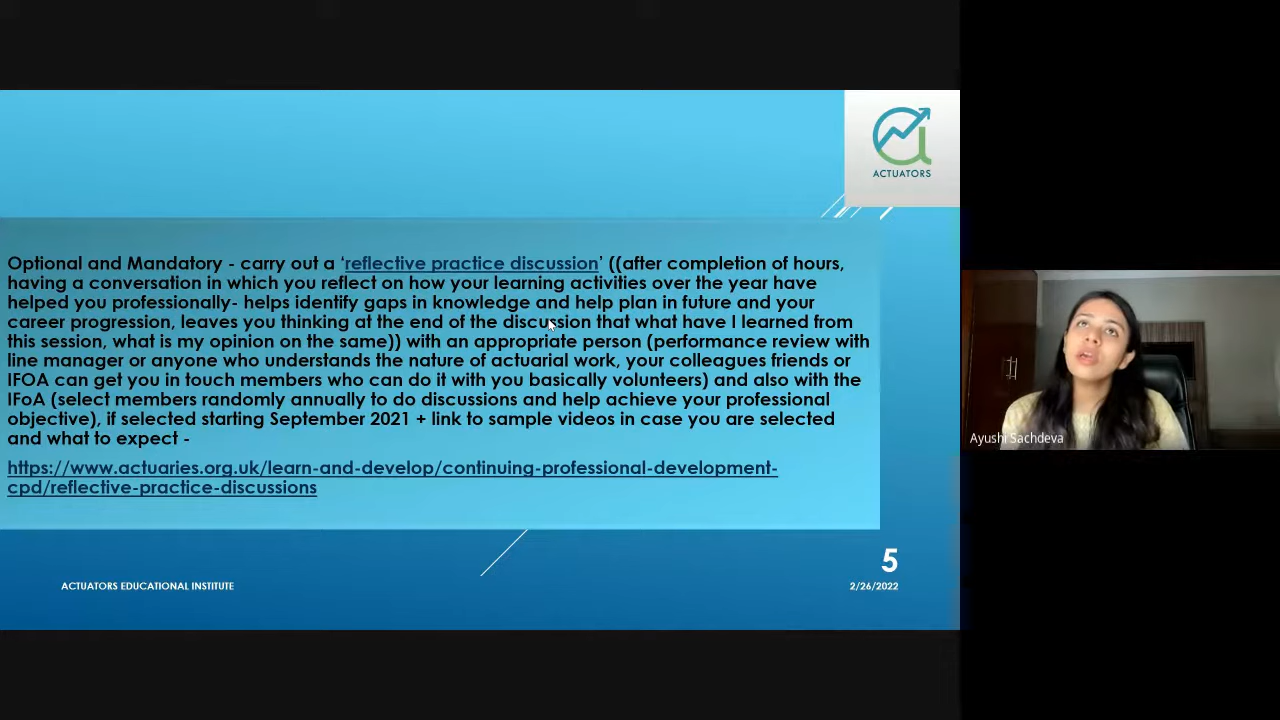 ACTUATORS
Optional and Mandatory - carry out a ‘reflective practice discussion’ ((after completion of hours,
having a conversation in which you reflect on how your learning activities over the year have
helped you professionally- helps identify gaps in knowledge and help plan in future and your
career progression, leaves you thinking at the end of the discussion that what have I learned from
this session, what is my opinion on the same)) with an appropriate person (performance review with
line manager or anyone who understands the nature of actuarial work, your colleagues friends or
IFOA can get you in touch members who can do it with you basically volunteers) and also with the
IFoA (select members randomly annually to do discussions and help achieve your professional
objective), if selected starting September 2021 + link to sample videos in case you are selected
and what to expect -
https://www.actuaries.org.uk/learn-and-develop/continuing-professional-development-
cpd/reflective-practice-discussions
5
ACTUATORS EDUCATIONAL INSTITUTE
2/26/2022
Ayushi Sachdeva